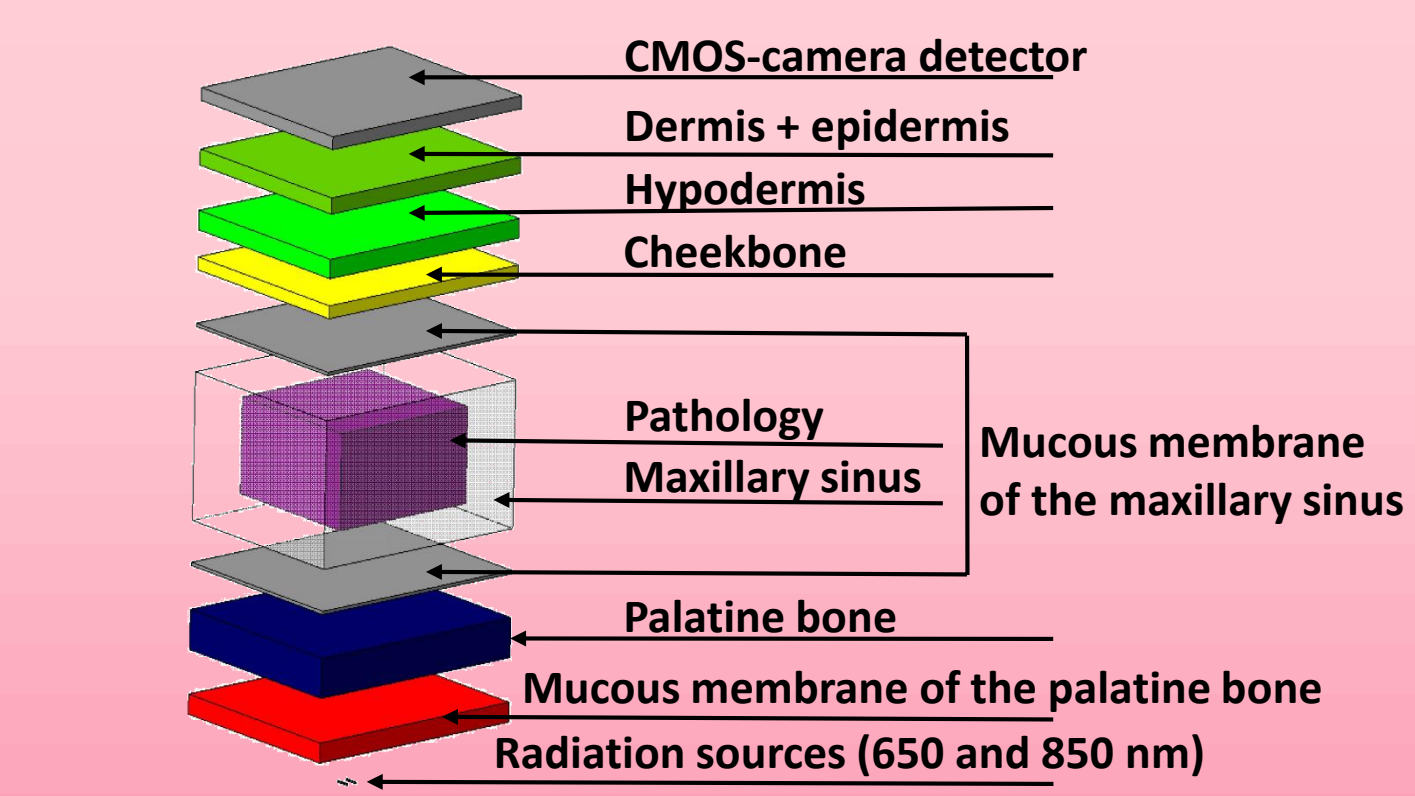 CMOS-camera detector
Dermis + epidermis
Hypodermis
Cheekbone
Pathology
Maxillary sinus
Mucous membrane
of the maxillary sinus
Palatine bone
Mucous membrane of the palatine bone
Radiation sources (650 and 850 nm)